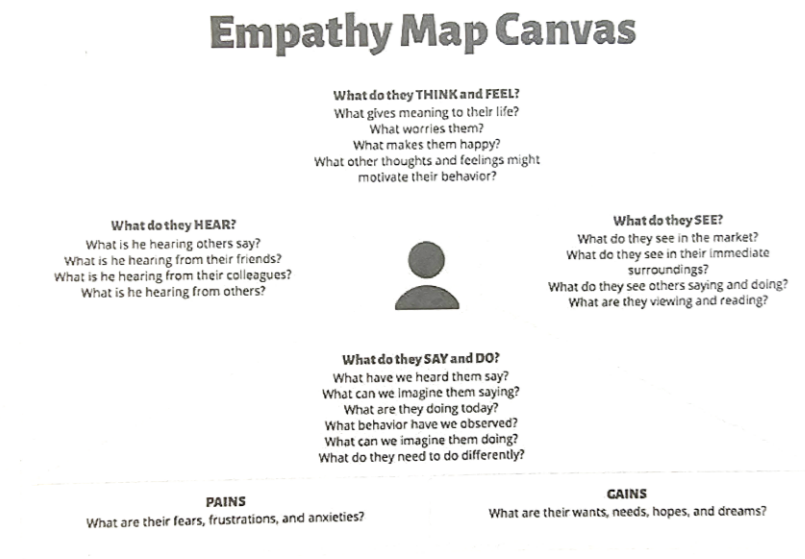 Empathy Map Canvas
What do they THINK and FEEL?
What gives meaning to their life?
What worries them?
What makes them happy?
What other thoughts and feelings might
motivate their behavior?
What do they HEAR?
What is he hearing others say?
What is he hearing from their friends?
What is he hearing from their colleagues?
What is he hearing from others?
What do they SEE?
What do they see in the market?
What do they see in their immediate
surroundings?
What do they see others saying and doing?
What are they viewing and reading?
What do they SAY and DO?
What have we heard them say?
What can we imagine them saying?
What are they doing today?
What behavior have we observed?
What can we imagine them doing?
What do they need to do differently?
PAINS
What are their fears, frustrations, and anxieties?
GAINS
What are their wants, needs, hopes, and dreams?